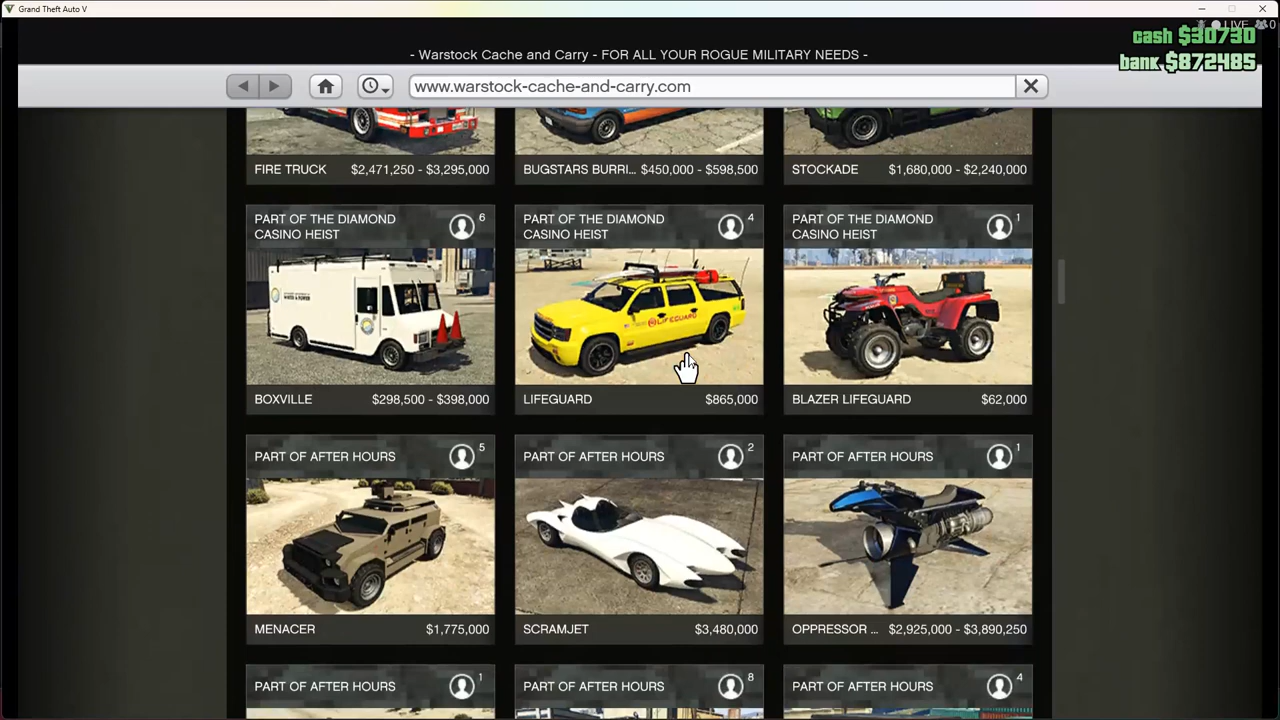 Grand Theft Auto V
LIVE 0
cash $30730
bank $872485
- Warstock Cache and Carry - FOR ALL YOUR ROGUE MILITARY NEEDS -
www.warstock-cache-and-carry.com
FIRE TRUCK $2,471,250 - $3,295,000
BUGSTARS BURRI... $450,000 - $598,500
STOCKADE $1,680,000 - $2,240,000
PART OF THE DIAMOND
CASINO HEIST
6
PART OF THE DIAMOND
CASINO HEIST
4
PART OF THE DIAMOND
CASINO HEIST
1
LIFEGUARD
BOXVILLE $298,500 - $398,000
LIFEGUARD $865,000
BLAZER LIFEGUARD $62,000
PART OF AFTER HOURS 5
PART OF AFTER HOURS 2
PART OF AFTER HOURS 1
MENACER $1,775,000
SCRAMJET $3,480,000
OPPRESSOR ... $2,925,000 - $3,890,250
PART OF AFTER HOURS 1
PART OF AFTER HOURS 8
PART OF AFTER HOURS 4